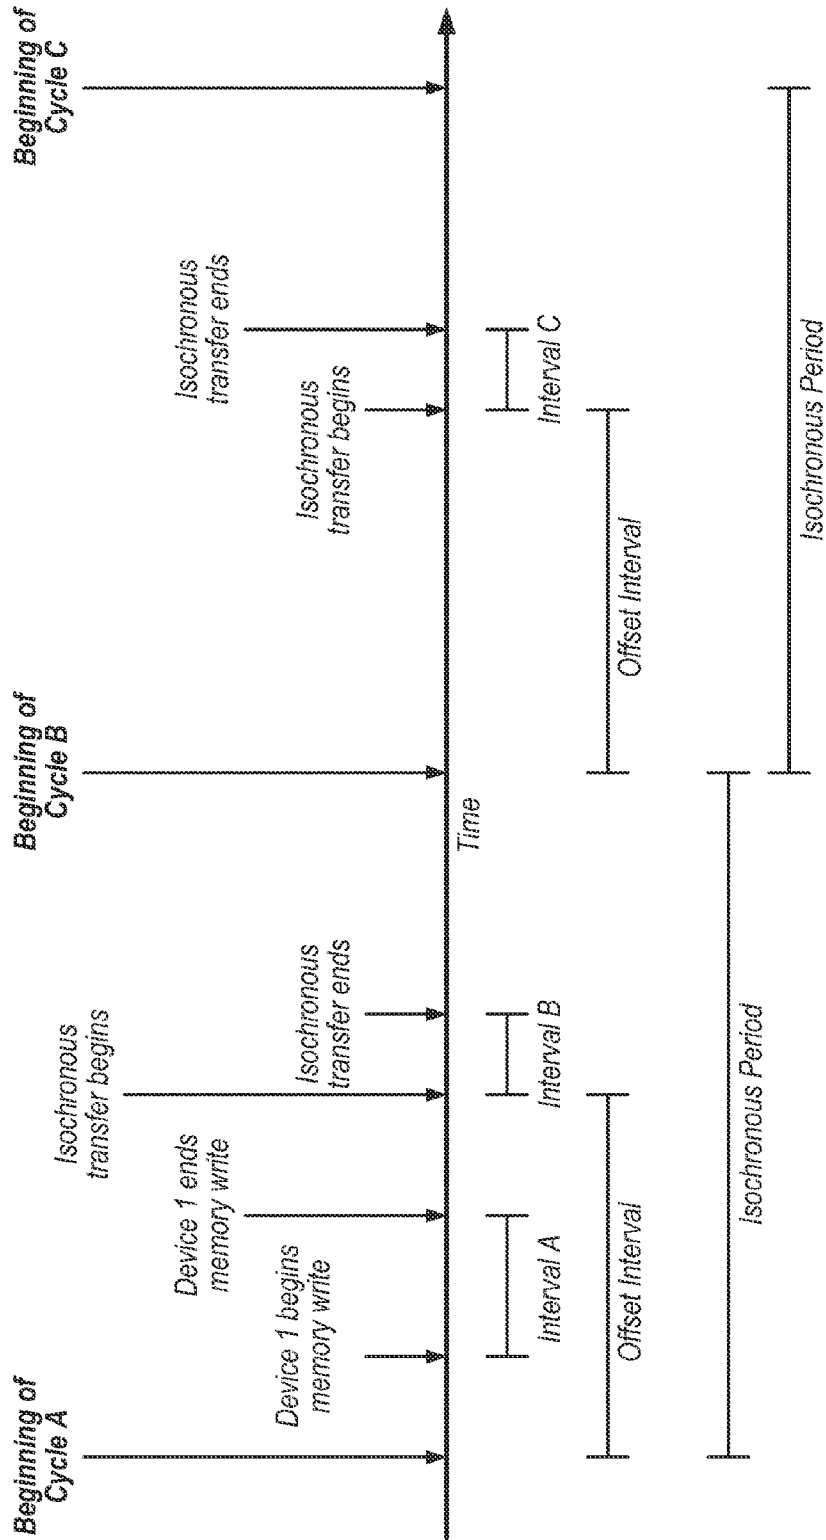 Beginning of
Cycle A
Device 1 begins
memory write
Device 1 ends
memory write
Isochronous
transfer begins
Isochronous
transfer ends
Beginning of
Cycle B
Isochronous
transfer begins
Isochronous
transfer ends
Beginning of
Cycle C
Time
Interval A
Interval B
Interval C
Offset Interval
Offset Interval
Isochronous Period
Isochronous Period